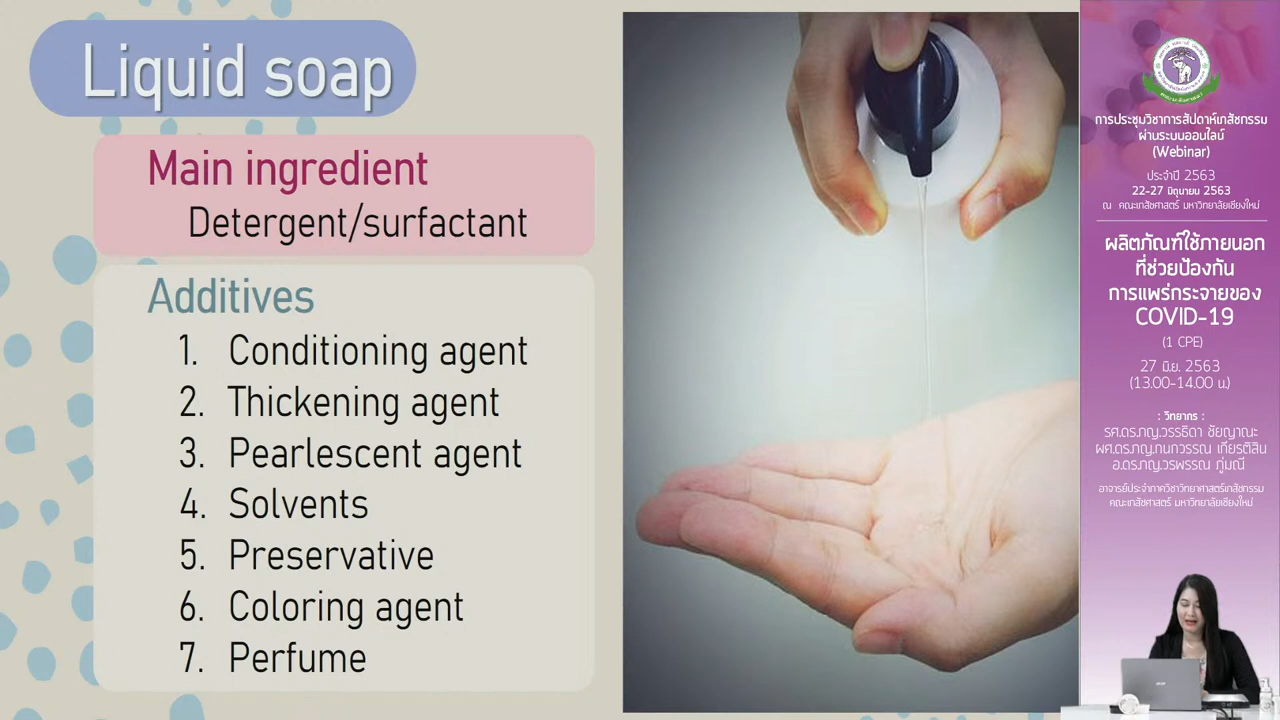 Liquid soap
Main ingredient
Detergent/surfactant
Additives
1. Conditioning agent
2. Thickening agent
3. Pearlescent agent
4. Solvents
5. Preservative
6. Coloring agent
7. Perfume
การประชุมวิชาการสัปดาห์เภสัชกรรม
ผ่านระบบออนไลน์
(Webinar)
ประจำปี 2563
22-27 มิถุนายน 2563
ณ คณะเภสัชศาสตร์ มหาวิทยาลัยเชียงใหม่
ผลิตภัณฑ์ใช้ภายนอก
ที่ช่วยป้องกัน
การแพร่กระจายของ
COVID-19
(1 CPE)
27 มิ.ย. 2563
(13.00-14.00 น.)
: วิทยากร :
รศ.ดร.ภญ.วรรธิดา ชัยญาณะ
ผศ.ดร.ภญ.กนกวรรณ เกียรติสิน
อ.ดร.ภญ.วรพรรณ ภู่มณี
อาจารย์ประจำภาควิชาวิทยาศาสตร์เภสัชกรรม
คณะเภสัชศาสตร์ มหาวิทยาลัยเชียงใหม่